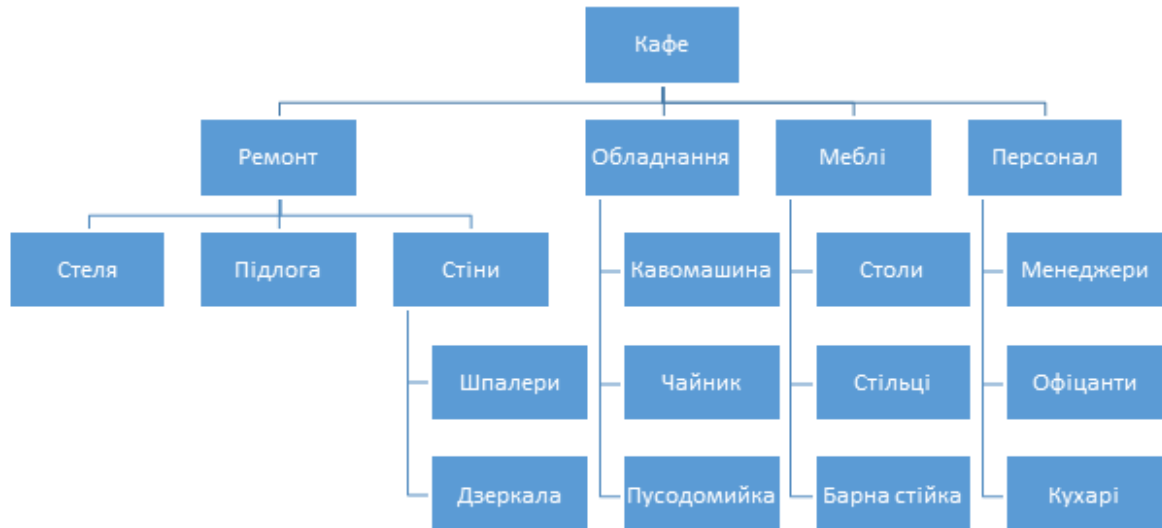 Кафе
Ремонт
Обладнання
Меблі
Персонал
Стеля
Підлога
Стіни
Кавомашина
Столи
Менеджери
Шпалери
Чайник
Стільці
Офіцанти
Дзеркала
Пусодомийка
Барна стійка
Кухарі